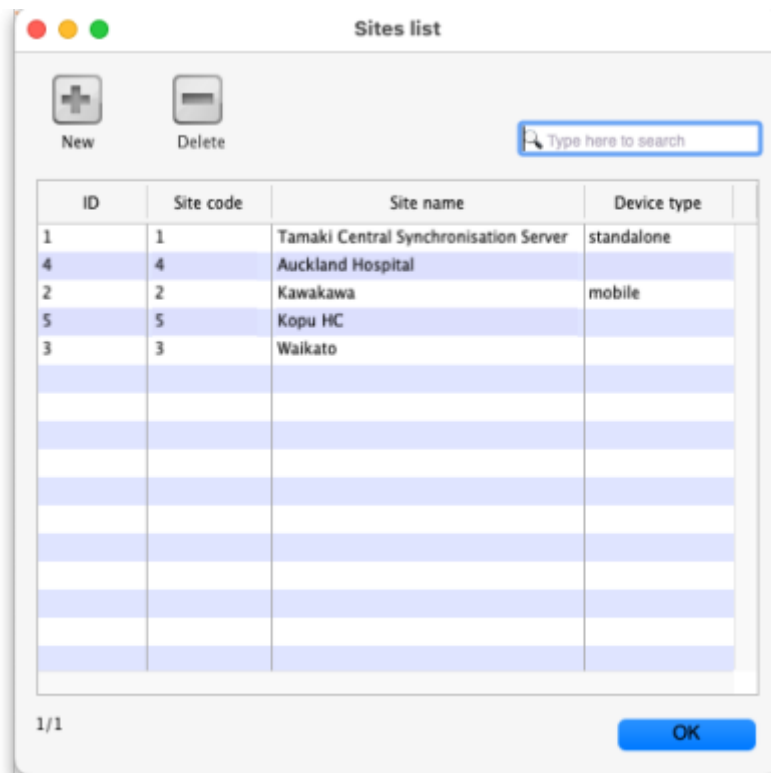 Sites list
New Delete
Type here to search
ID Site code Site name Device type
1 1 Tamaki Central Synchronisation Server standalone
4 4 Auckland Hospital
2 2 Kawakawa mobile
5 5 Kopu HC
3 3 Waikato
1/1
OK